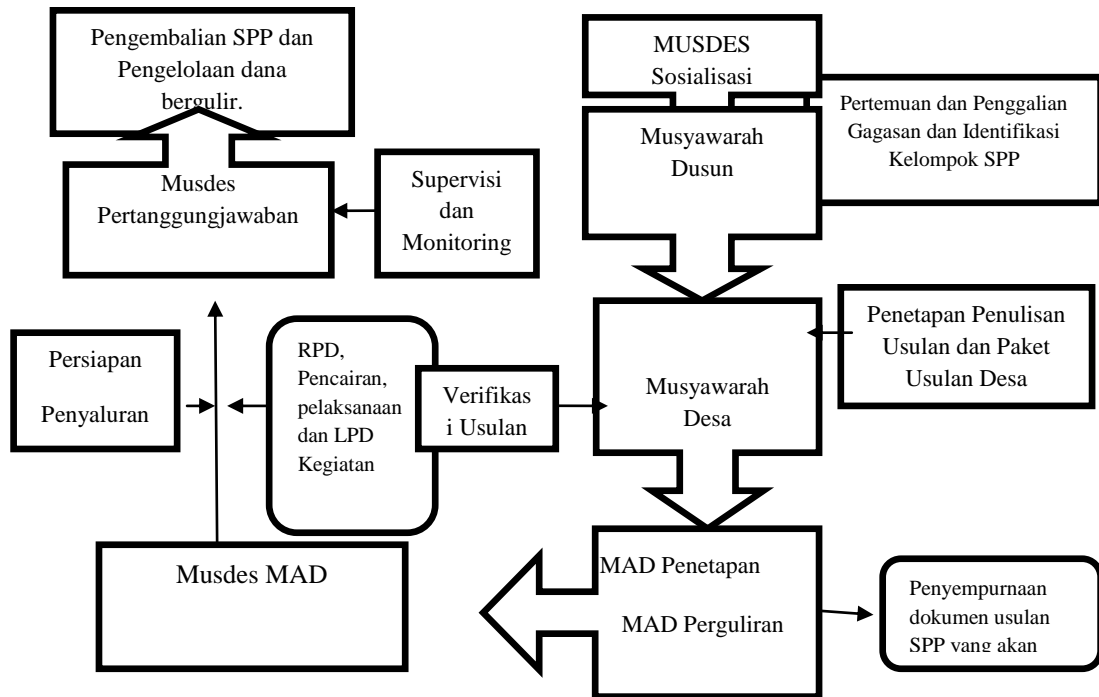 Pengembalian SPP dan
Pengelolaan dana
bergulir.
MUSDES
Sosialisasi
Pertemuan dan Penggalian
Gagasan dan Identifikasi
Kelompok SPP
Musyawarah
Dusun
Musdes
Pertanggungjawaban
Supervisi
dan
Monitoring
Persiapan
Penyaluran
RPD,
Pencairan,
pelaksanaan
dan LPD
Kegiatan
Verifikas
i Usulan
Musyawarah
Desa
Penetapan Penulisan
Usulan dan Paket
Usulan Desa
Musdes MAD
MAD Penetapan
MAD Perguliran
Penyempurnaan
dokumen usulan
SPP yang akan